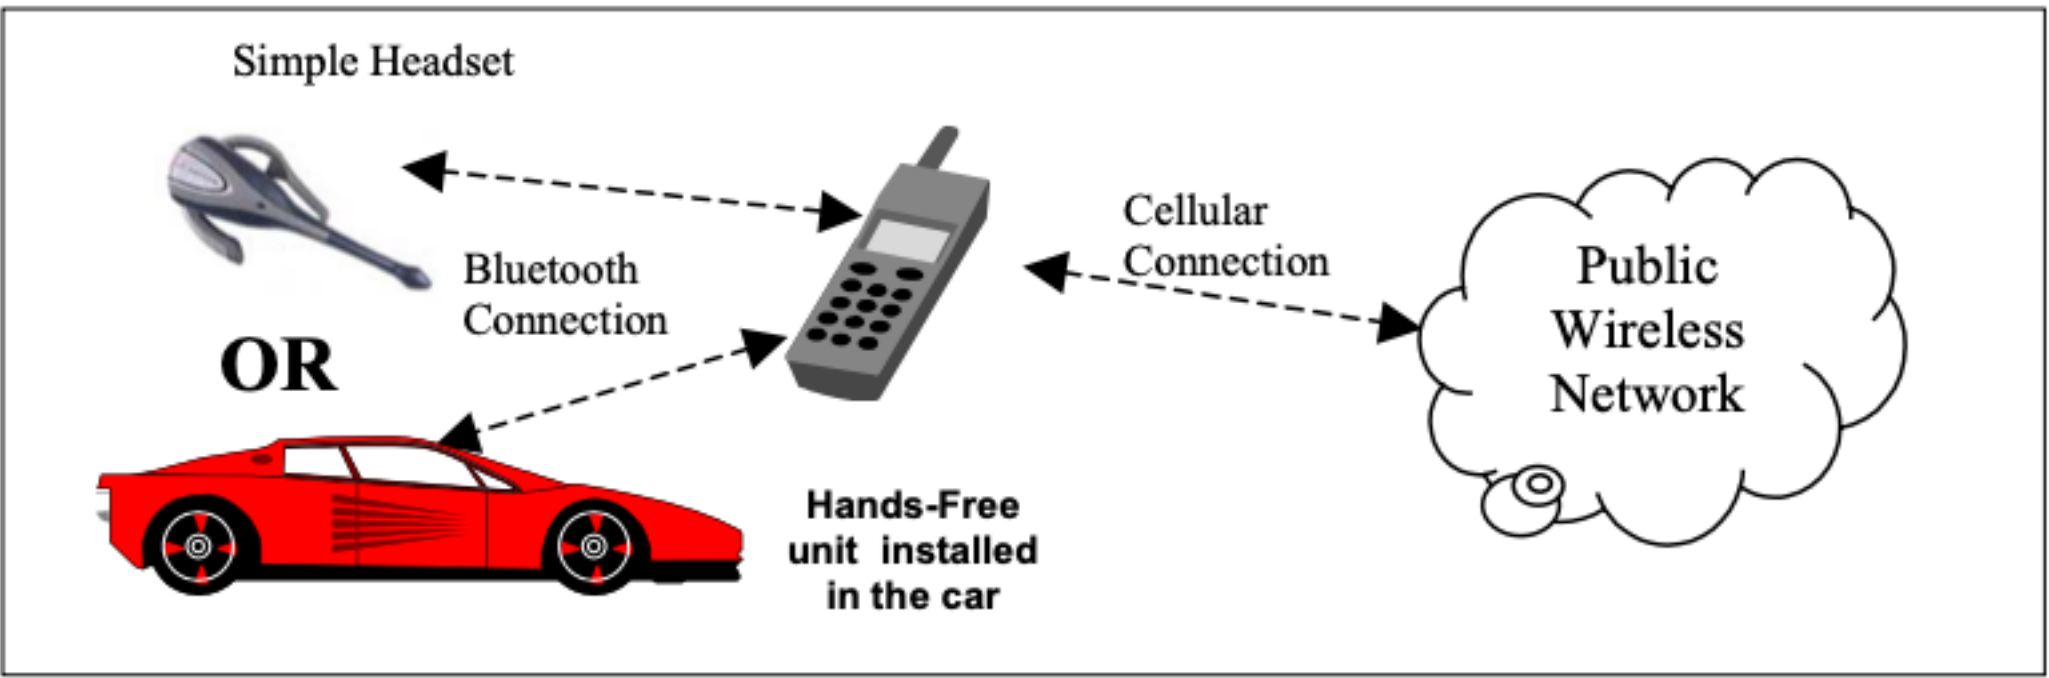 Simple Headset
Bluetooth
Connection
OR
Hands-Free
unit installed
in the car
Cellular
Connection
Public
Wireless
Network